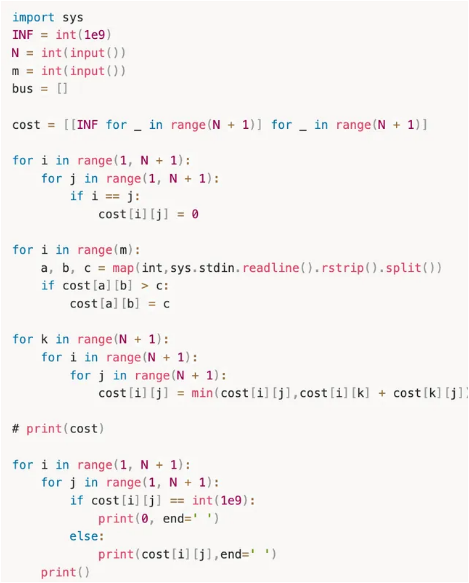 import sys
INF = int(1e9)
N = int(input())
m = int(input())
bus = []

cost = [[INF for _ in range(N + 1)] for _ in range(N + 1)]

for i in range(1, N + 1):
    for j in range(1, N + 1):
        if i == j:
            cost[i][j] = 0

for i in range(m):
    a, b, c = map(int,sys.stdin.readline().rstrip().split())
    if cost[a][b] > c:
        cost[a][b] = c

for k in range(N + 1):
    for i in range(N + 1):
        for j in range(N + 1):
            cost[i][j] = min(cost[i][j],cost[i][k] + cost[k][j])

# print(cost)

for i in range(1, N + 1):
    for j in range(1, N + 1):
        if cost[i][j] == int(1e9):
            print(0, end=' ')
        else:
            print(cost[i][j],end=' ')
    print()